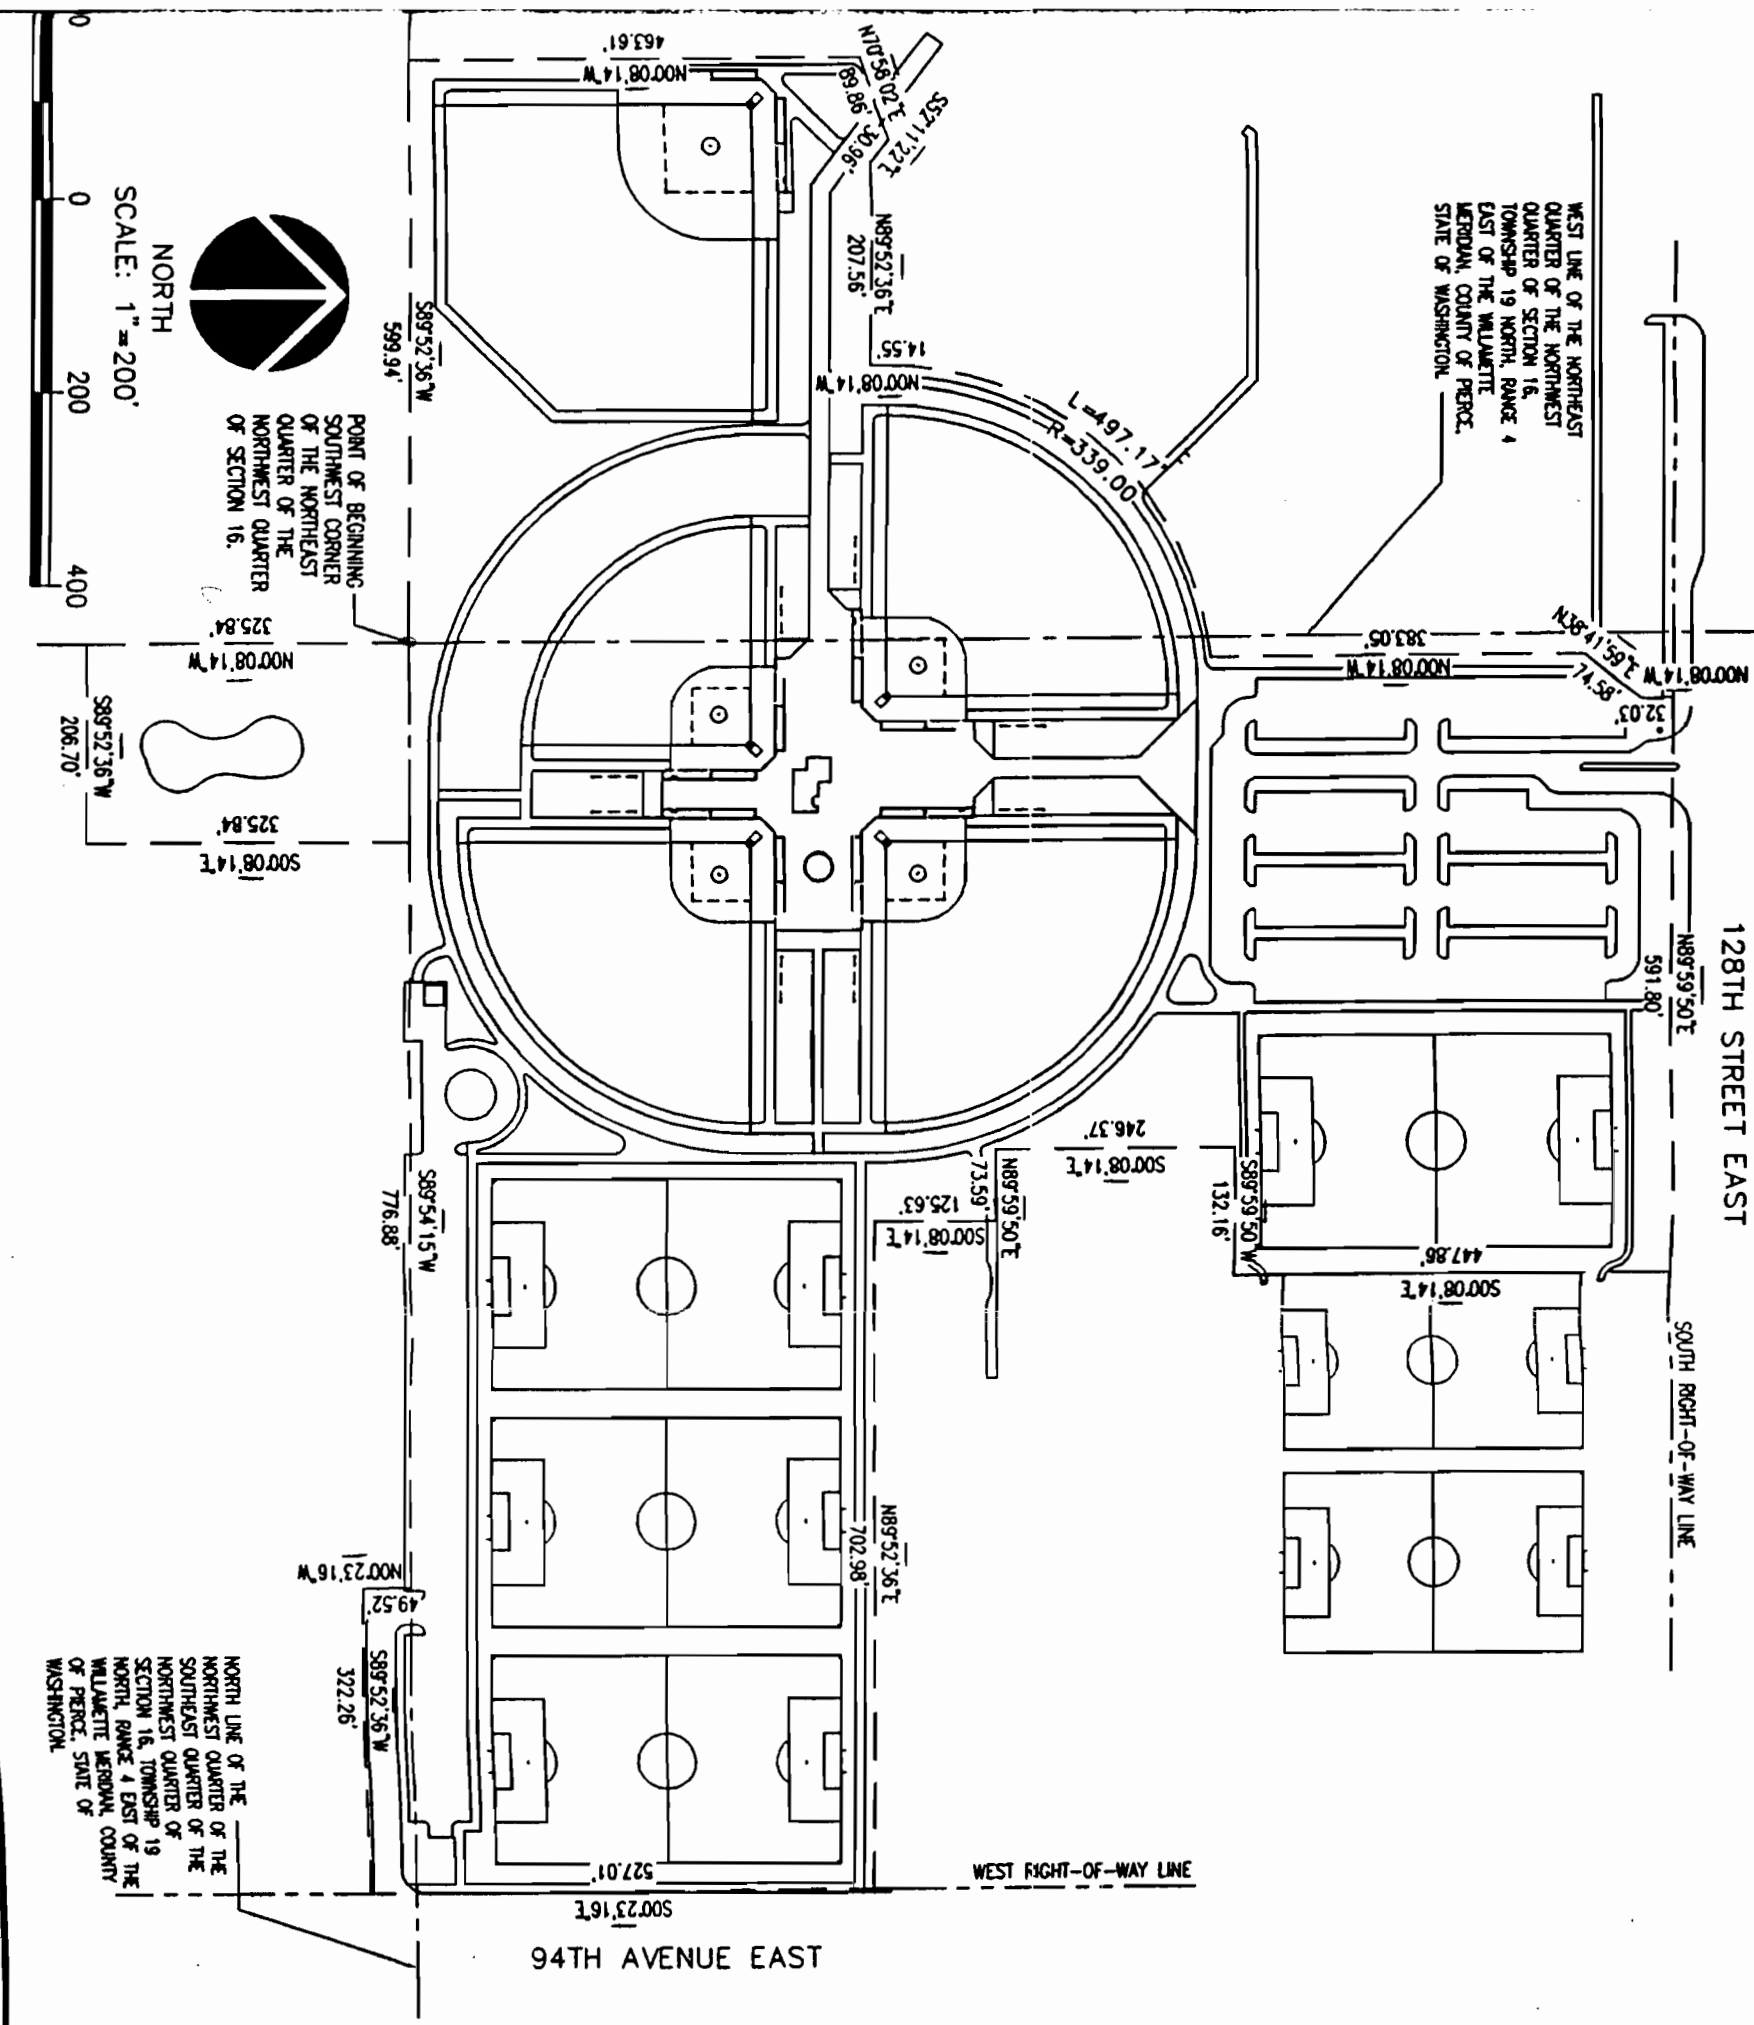 128TH STREET EAST
SOUTH RIGHT-OF-WAY LINE
N00°08'14"W
32.03'
N38°41'59"E
74.58'
N89°59'50"E
591.80'
WEST LINE OF THE NORTHEAST
QUARTER OF THE NORTHWEST
QUARTER OF SECTION 16,
TOWNSHIP 19 NORTH, RANGE 4
EAST OF THE WILLAMETTE
MERIDIAN, COUNTY OF PIERCE,
STATE OF WASHINGTON.
383.05'
N00°08'14"W
447.86'
S00°08'14"E
S89°59'50"W
132.16'
L=497.17'
R=339.00
246.37'
S00°08'14"E
N89°59'50"E
73.59'
125.63'
S00°08'14"E
S52°11'22"E
30.96'
N70°58'02"E
89.86'
N89°52'36"E
207.56'
14.55'
N00°08'14"W
463.61'
N00°08'14"W
N89°52'36"E
702.98'
WEST RIGHT-OF-WAY LINE
527.01'
S00°23'16"E
94TH AVENUE EAST
S89°52'36"W
599.94'
S89°54'15"W
776.88'
N00°23'16"W
49.52'
S89°52'36"W
322.26'
POINT OF BEGINNING
SOUTHWEST CORNER
OF THE NORTHEAST
QUARTER OF THE
NORTHWEST QUARTER
OF SECTION 16.
325.84'
N00°08'14"W
S89°52'36"W
206.70'
325.84'
S00°08'14"E
NORTH LINE OF THE
NORTHWEST QUARTER OF THE
SOUTHEAST QUARTER OF THE
NORTHWEST QUARTER OF
SECTION 16, TOWNSHIP 19
NORTH, RANGE 4 EAST OF THE
WILLAMETTE MERIDIAN, COUNTY
OF PIERCE, STATE OF
WASHINGTON.
NORTH
SCALE: 1"=200'
0
200
400